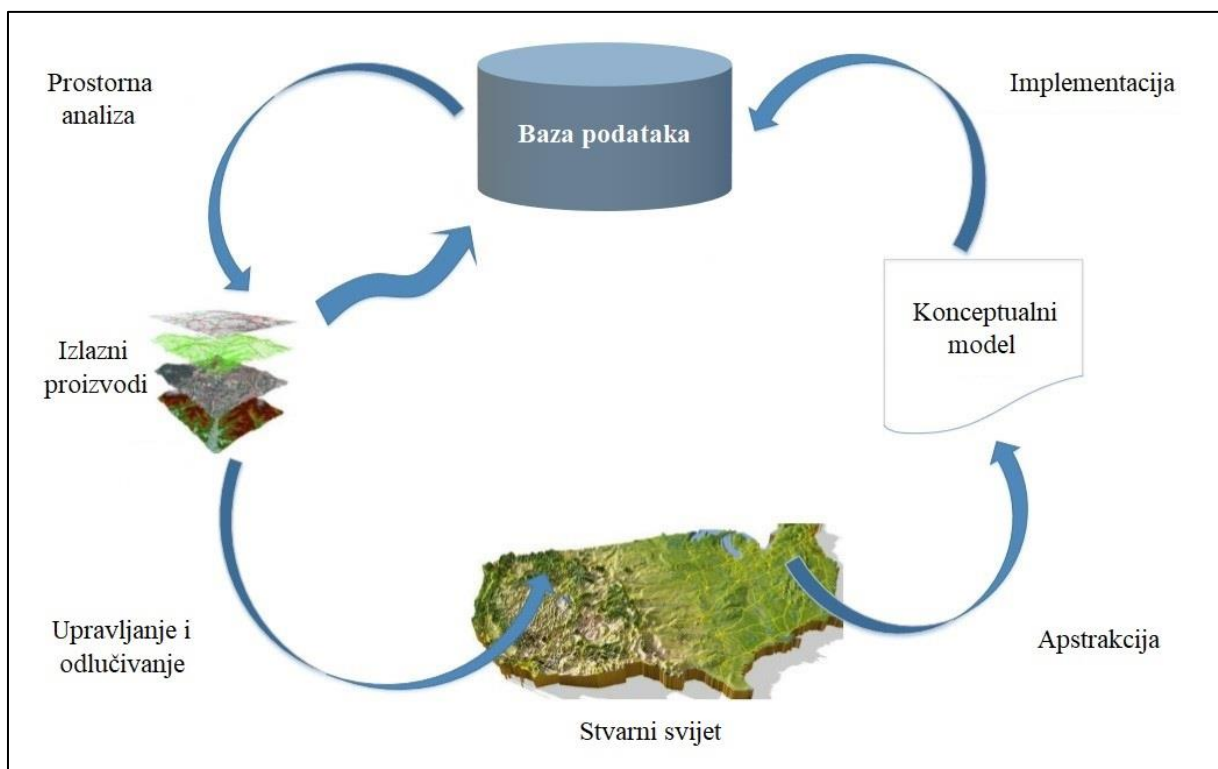 Prostorna
analiza
Baza podataka
Implementacija
Izlazni
proizvodi
Konceptualni
model
Upravljanje i
odlučivanje
Apstrakcija
Stvarni svijet